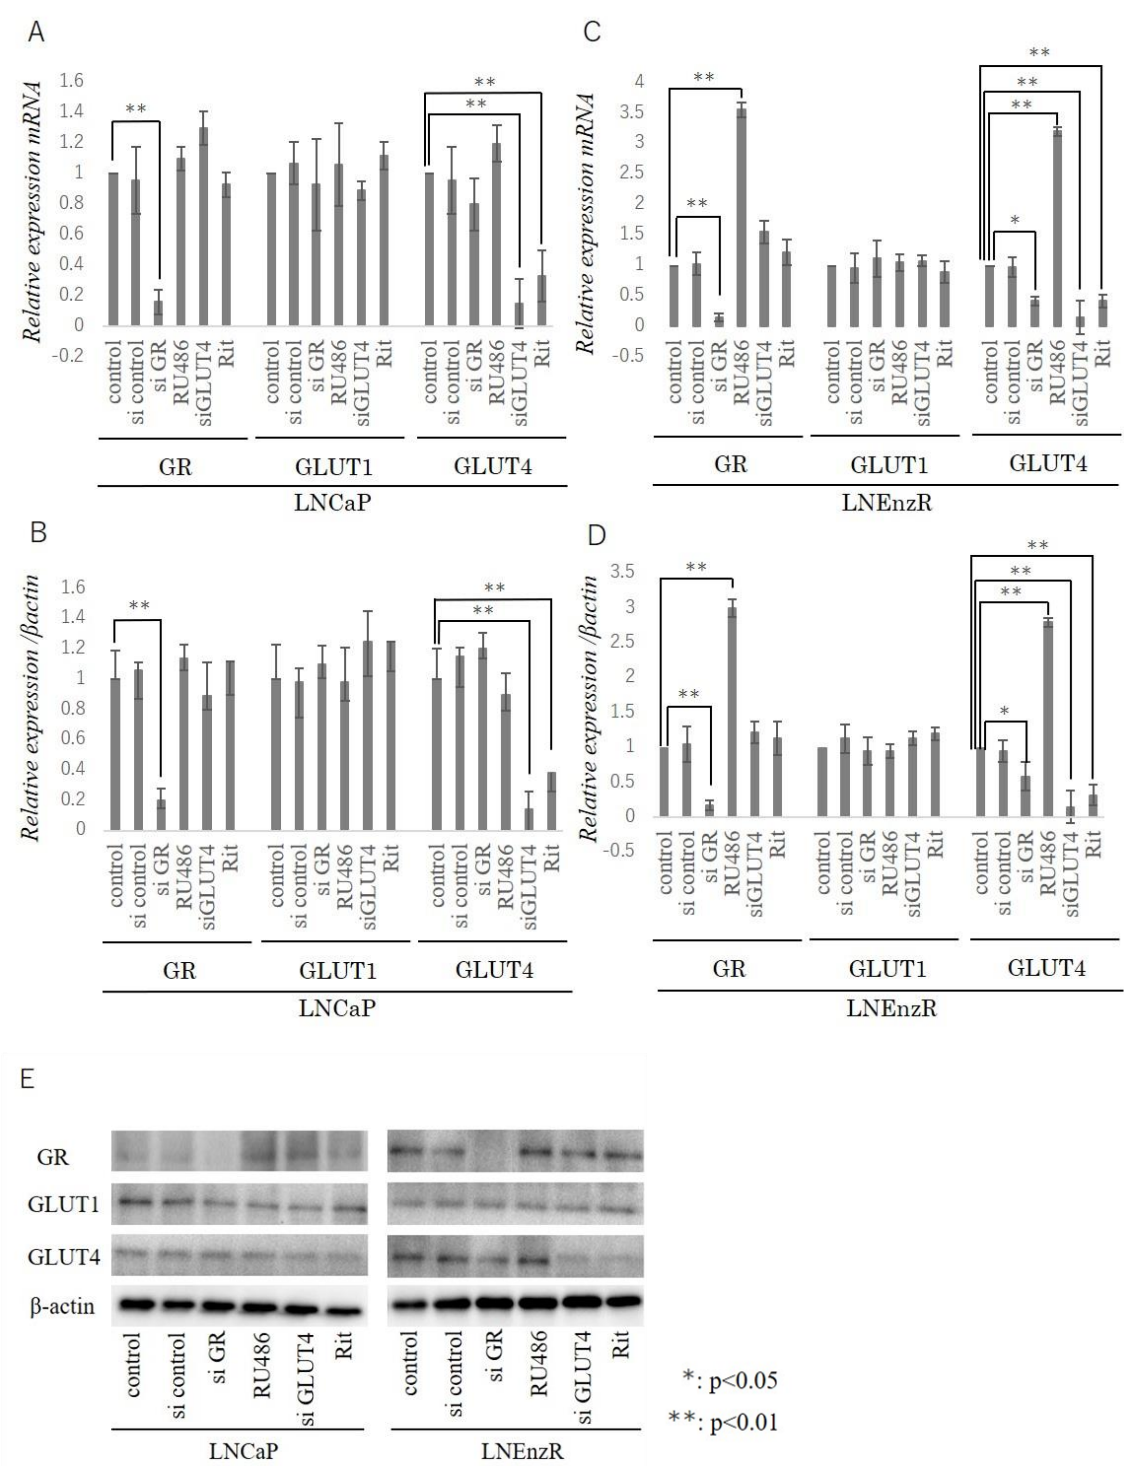 A
Relative expression mRNA
1.6
1.4
1.2
1
0.8
0.6
0.4
0.2
0
-0.2
**
**
**
control
si control
si GR
RU486
siGLUT4
Rit
GR
GLUT1
GLUT4
LNCaP
C
Relative expression mRNA
4
3.5
3
2.5
2
1.5
1
0.5
0
-0.5
**
**
**
**
**
*
control
si control
si GR
RU486
siGLUT4
Rit
control
si control
si GR
RU486
siGLUT4
Rit
control
si control
si GR
RU486
siGLUT4
Rit
control
si control
si GR
RU486
siGLUT4
Rit
control
si control
si GR
RU486
siGLUT4
Rit
GR
GLUT1
GLUT4
LNEnzR
B
Relative expression /βactin
1.6
1.4
1.2
1
0.8
0.6
0.4
0.2
0
**
**
**
control
si control
si GR
RU486
siGLUT4
Rit
control
si control
si GR
RU486
siGLUT4
Rit
control
si control
si GR
RU486
siGLUT4
Rit
GR
GLUT1
GLUT4
LNCaP
D
Relative expression /βactin
3.5
3
2.5
2
1.5
1
0.5
0
-0.5
**
**
**
**
**
*
control
si control
si GR
RU486
siGLUT4
Rit
control
si control
si GR
RU486
siGLUT4
Rit
control
si control
si GR
RU486
siGLUT4
Rit
GR
GLUT1
GLUT4
LNEnzR
E
GR
GLUT1
GLUT4
β-actin
control
si control
si GR
RU486
si GLUT4
Rit
LNCaP
control
si control
si GR
RU486
si GLUT4
Rit
LNEnzR
*: p<0.05
**: p<0.01